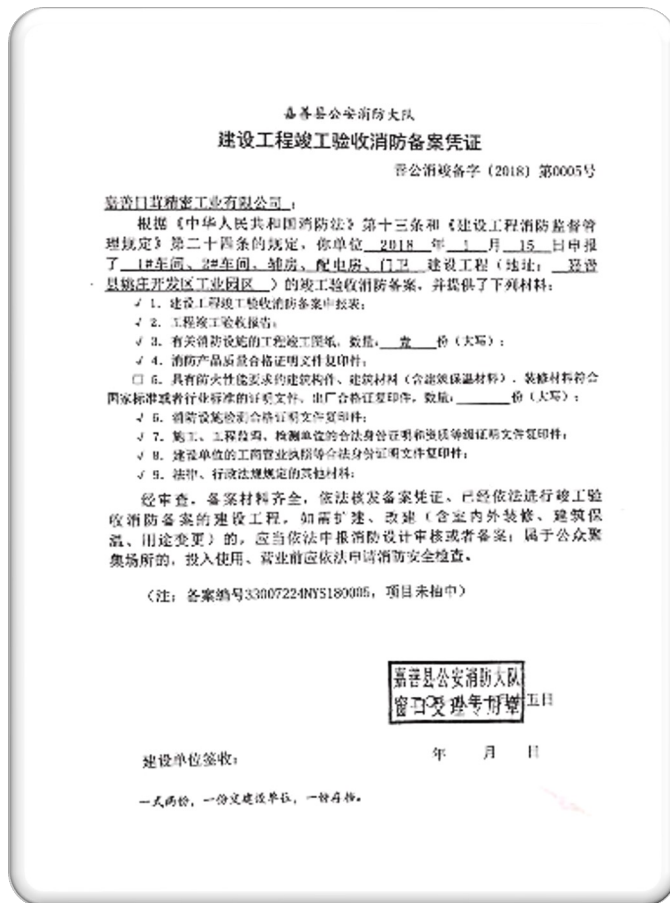 嘉善县公安消防大队
建设工程竣工验收消防备案凭证
善公消竣备字〔2018〕第0005号
嘉善门茸精密工业有限公司：
根据《中华人民共和国消防法》第十三条和《建设工程消防监督管
理规定》第二十四条的规定，你单位 2018 年 1 月 15 日申报
了 1#车间、2#车间、辅房、配电房、门卫 建设工程（地址： 嘉善
县姚庄开发区工业园区 ）的竣工验收消防备案，并提供了下列材料：
√ 1. 建设工程竣工验收消防备案申报表；
√ 2. 工程竣工验收报告；
√ 3. 有关消防设施的工程竣工图纸，数量： 壹 份（大写）；
√ 4. 消防产品质量合格证明文件复印件；
□ 5. 具有防火性能要求的建筑构件、建筑材料（含建筑保温材料）、装修材料符合
国家标准或者行业标准的证明文件、出厂合格证复印件，数量： 份（大写）；
√ 6. 消防设施检测合格证明文件复印件；
√ 7. 施工、工程监理、检测单位的合法身份证明和资质等级证明文件复印件；
√ 8. 建设单位的工商营业执照等合法身份证明文件复印件；
√ 9. 法律、行政法规规定的其他材料；
经审查，备案材料齐全，依法核发备案凭证。已经依法进行竣工验
收消防备案的建设工程，如需扩建、改建（含室内外装修、建筑保
温、用途变更）的，应当依法申报消防设计审核或者备案；属于公众聚
集场所的，投入使用、营业前应依法申请消防安全检查。
（注：备案编号33007224NYS180005，项目未抽中）
嘉善县公安消防大队
窗口受理专用章
五日
建设单位签收： 年 月 日
一式两份，一份交建设单位，一份存档。